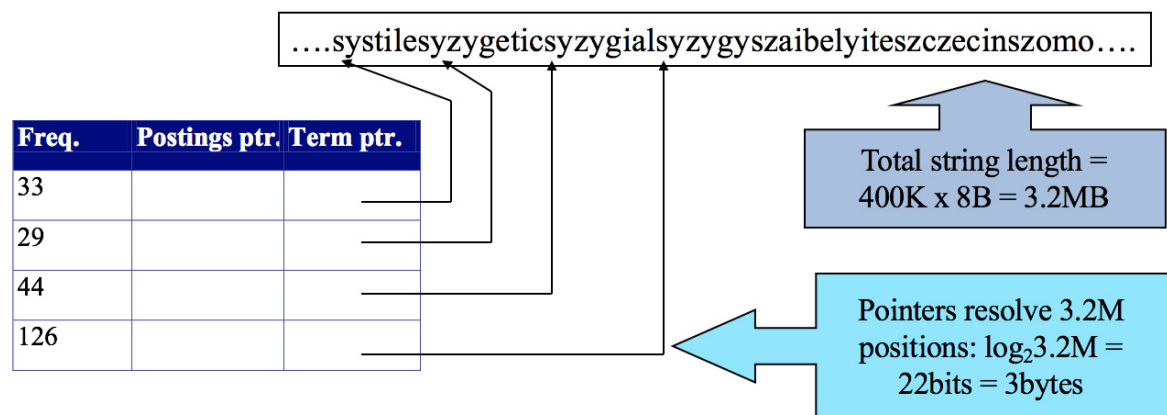 ….systilesyzygeticsyzygialsyzygyszaibelyiteszczecinszomo….
Freq. Postings ptr. Term ptr.
33
29
44
126
Total string length =
400K x 8B = 3.2MB
Pointers resolve 3.2M
positions: log₂3.2M =
22bits = 3bytes